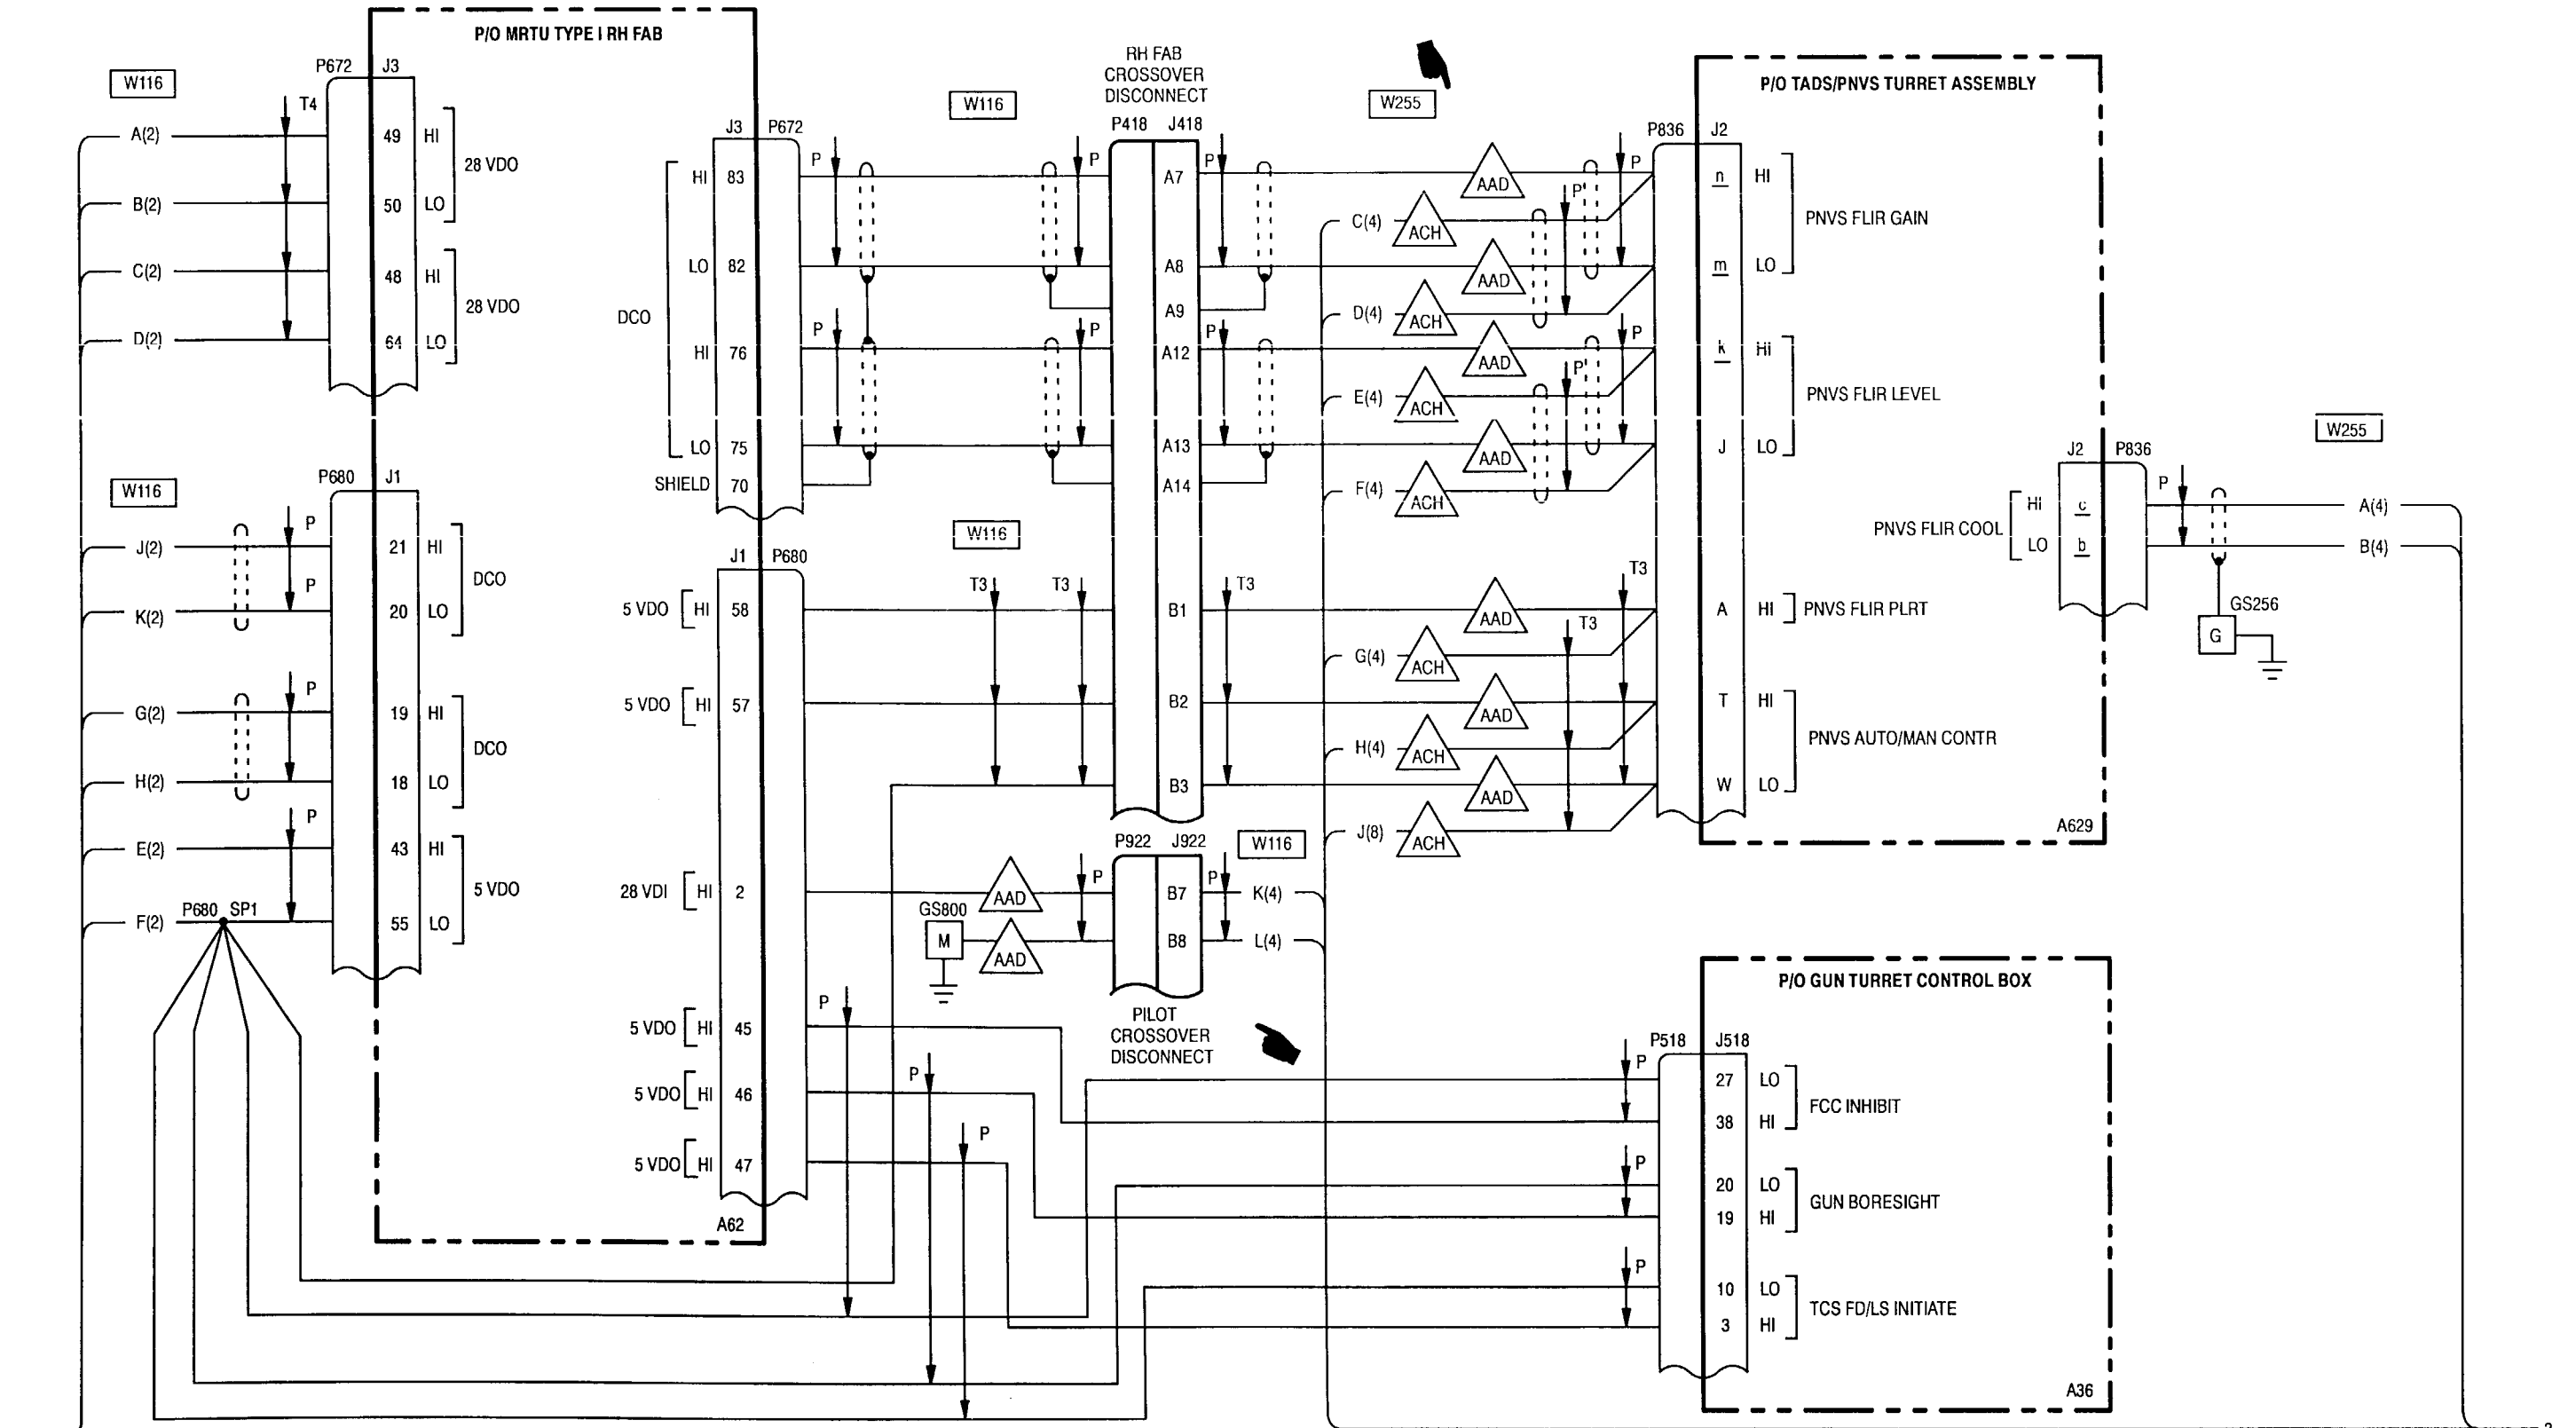 P/O MRTU TYPE I RH FAB
W116
P672 J3
T4
A(2) 49 HI
28 VDO
B(2) 50 LO
C(2) 48 HI
28 VDO
D(2) 64 LO
W116
P680 J1
P
J(2) 21 HI
DCO
P
K(2) 20 LO
P
G(2) 19 HI
DCO
H(2) 18 LO
P
E(2) 43 HI
5 VDO
F(2) P680 SP1 55 LO
J3 P672
W116
RH FAB
CROSSOVER
DISCONNECT
P418 J418
HI 83 P P A7 P
LO 82 A8
A9
DCO
HI 76 P P A12 P
LO 75 A13
SHIELD 70 A14
W116
J1 P680
T3 T3 T3
5 VDO HI 58 B1
5 VDO HI 57 B2
B3
P922 J922
W116
28 VDI HI 2 AAD P B7 P K(4)
GS800
M AAD B8 L(4)
PILOT
CROSSOVER
DISCONNECT
5 VDO HI 45 P
5 VDO HI 46 P
5 VDO HI 47 P
A62
W255
P/O TADS/PNVS TURRET ASSEMBLY
P836 J2
AAD P n HI
PNVS FLIR GAIN
C(4) ACH P
AAD m LO
D(4) ACH
AAD P k HI
PNVS FLIR LEVEL
E(4) ACH P
AAD J LO
F(4) ACH
T3
AAD A HI PNVS FLIR PLRT
G(4) ACH T3
AAD T HI
PNVS AUTO/MAN CONTR
H(4) ACH
AAD W LO
J(8) ACH
A629
W255
J2 P836
P
HI c A(4)
PNVS FLIR COOL
LO b B(4)
GS256
G
P/O GUN TURRET CONTROL BOX
P518 J518
P 27 LO
FCC INHIBIT
38 HI
P
20 LO
GUN BORESIGHT
19 HI
P
10 LO
TCS FD/LS INITIATE
3 HI
A36